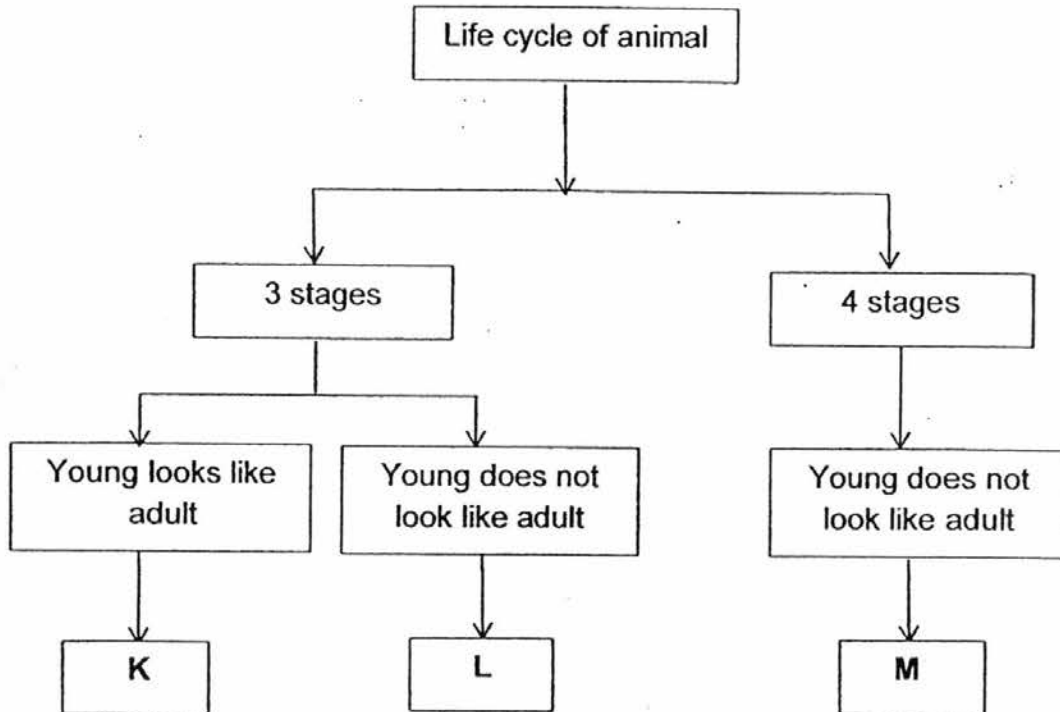 Life cycle of animal
3 stages
4 stages
Young looks like
adult
Young does not
look like adult
Young does not
look like adult
K
L
M